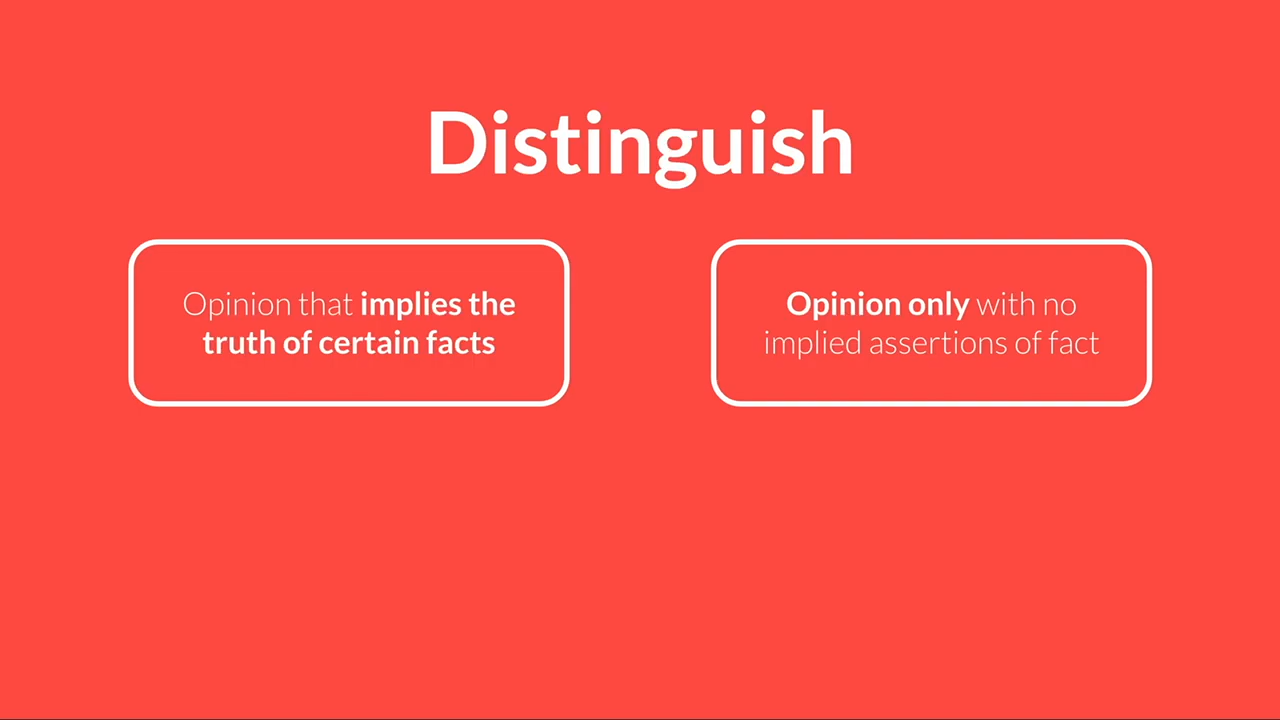 Distinguish
Opinion that implies the
truth of certain facts
Opinion only with no
implied assertions of fact